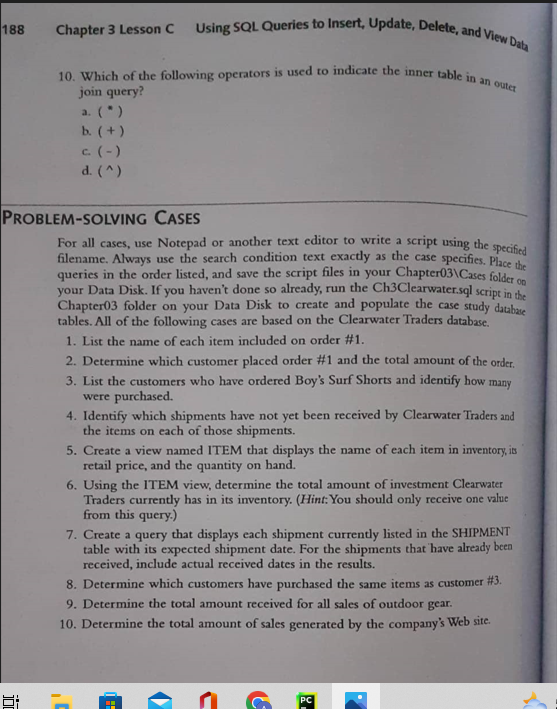 188 Chapter 3 Lesson C Using SQL Queries to Insert, Update, Delete, and View Data
10. Which of the following operators is used to indicate the inner table in an outer
join query?
a. ( * )
b. ( + )
c. ( - )
d. ( ^ )
PROBLEM-SOLVING CASES
For all cases, use Notepad or another text editor to write a script using the specified
filename. Always use the search condition text exactly as the case specifies. Place the
queries in the order listed, and save the script files in your Chapter03\Cases folder on
your Data Disk. If you haven't done so already, run the Ch3Clearwater.sql script in the
Chapter03 folder on your Data Disk to create and populate the case study database
tables. All of the following cases are based on the Clearwater Traders database.
1. List the name of each item included on order #1.
2. Determine which customer placed order #1 and the total amount of the order.
3. List the customers who have ordered Boy's Surf Shorts and identify how many
were purchased.
4. Identify which shipments have not yet been received by Clearwater Traders and
the items on each of those shipments.
5. Create a view named ITEM that displays the name of each item in inventory, its
retail price, and the quantity on hand.
6. Using the ITEM view, determine the total amount of investment Clearwater
Traders currently has in its inventory. (Hint: You should only receive one value
from this query.)
7. Create a query that displays each shipment currently listed in the SHIPMENT
table with its expected shipment date. For the shipments that have already been
received, include actual received dates in the results.
8. Determine which customers have purchased the same items as customer #3.
9. Determine the total amount received for all sales of outdoor gear.
10. Determine the total amount of sales generated by the company's Web site.
PC